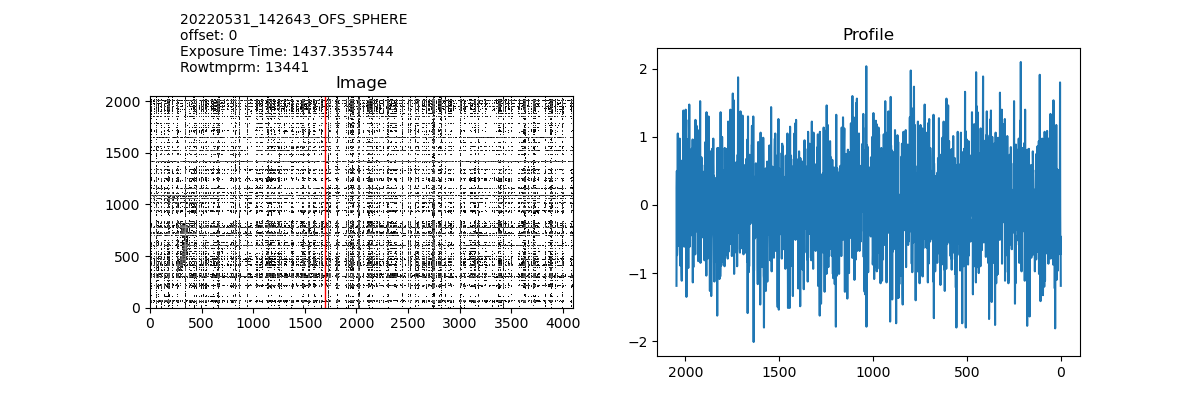 20220531_142643_OFS_SPHERE
offset: 0
Exposure Time: 1437.3535744
Rowtmprm: 13441
Image
2000
1500
1000
500
0
0 500 1000 1500 2000 2500 3000 3500 4000
Profile
2
1
0
−1
−2
2000 1500 1000 500 0